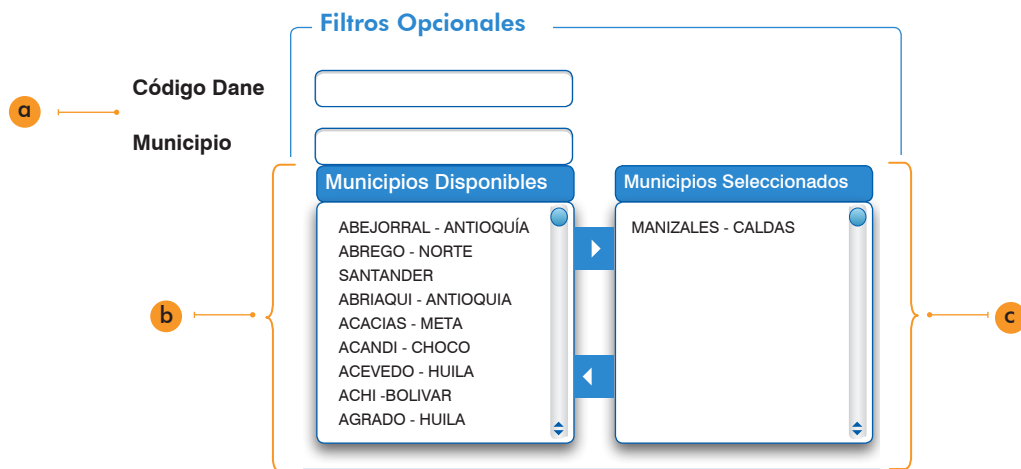 Filtros Opcionales
Código Dane
a
Municipio
Municipios Disponibles
Municipios Seleccionados
ABEJORRAL - ANTIOQUÍA
ABREGO - NORTE
SANTANDER
ABRIAQUI - ANTIOQUIA
ACACIAS - META
ACANDI - CHOCO
ACEVEDO - HUILA
ACHI -BOLIVAR
AGRADO - HUILA
MANIZALES - CALDAS
b
c